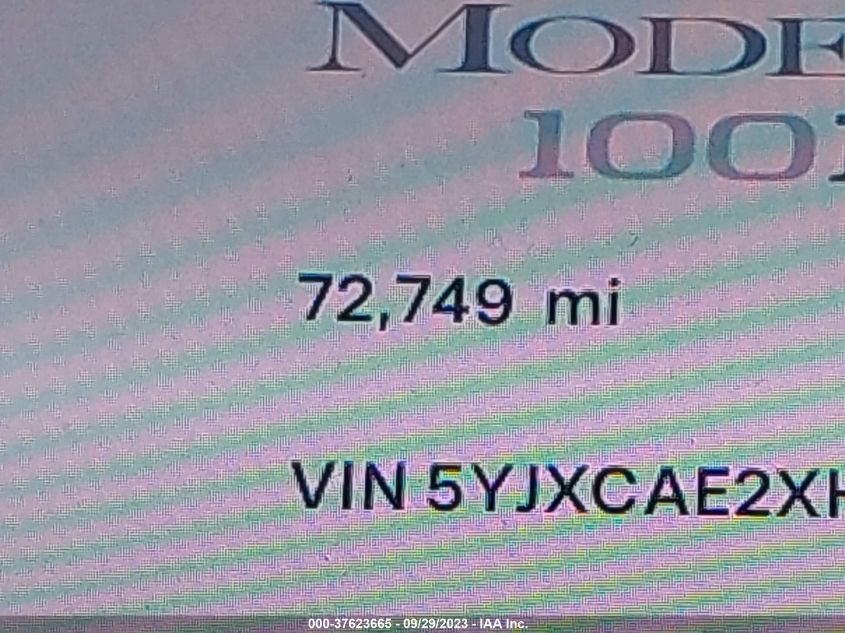 MODE
100
72,749 mi
VIN 5YJXCAE2XH
000-37623665 - 09/29/2023 - IAA Inc.